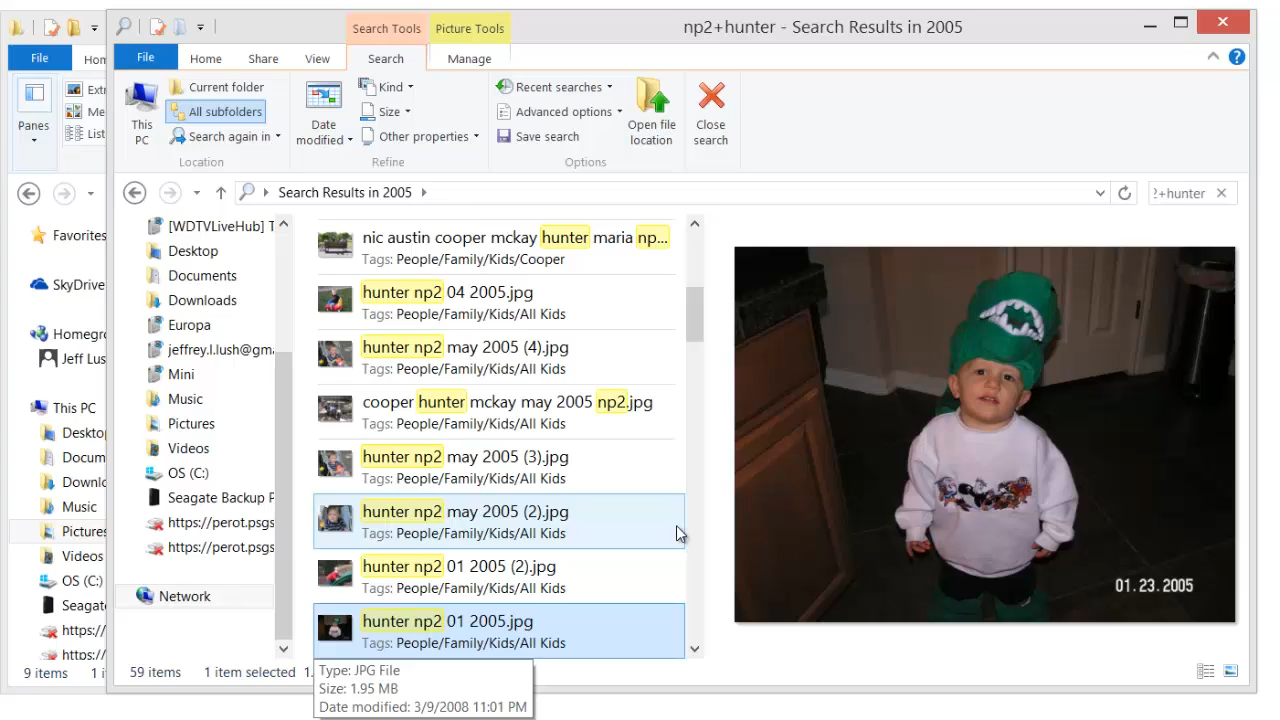 np2+hunter - Search Results in 2005
Search Tools
Picture Tools
File
Hom
File
Home
Share
View
Search
Manage
Panes
Extr
Me
List
This PC
Current folder
All subfolders
Search again in
Location
Date modified
Kind
Size
Other properties
Refine
Recent searches
Advanced options
Save search
Options
Open file location
Close search
Search Results in 2005
2+hunter
Favorites
SkyDrive
Homegro
Jeff Lus
This PC
Deskto
Docum
Downlo
Music
Pictures
Videos
OS (C:)
Seagate
https://
https://
9 items
1 i
[WDTVLiveHub] T
Desktop
Documents
Downloads
Europa
jeffrey.l.lush@gma
Mini
Music
Pictures
Videos
OS (C:)
Seagate Backup P
https://perot.psgs
https://perot.psgs
Network
nic austin cooper mckay hunter maria np...
Tags: People/Family/Kids/Cooper
hunter np2 04 2005.jpg
Tags: People/Family/Kids/All Kids
hunter np2 may 2005 (4).jpg
Tags: People/Family/Kids/All Kids
cooper hunter mckay may 2005 np2.jpg
Tags: People/Family/Kids/All Kids
hunter np2 may 2005 (3).jpg
Tags: People/Family/Kids/All Kids
hunter np2 may 2005 (2).jpg
Tags: People/Family/Kids/All Kids
hunter np2 01 2005 (2).jpg
Tags: People/Family/Kids/All Kids
hunter np2 01 2005.jpg
Tags: People/Family/Kids/All Kids
01.23.2005
59 items
1 item selected
1.
Type: JPG File
Size: 1.95 MB
Date modified: 3/9/2008 11:01 PM